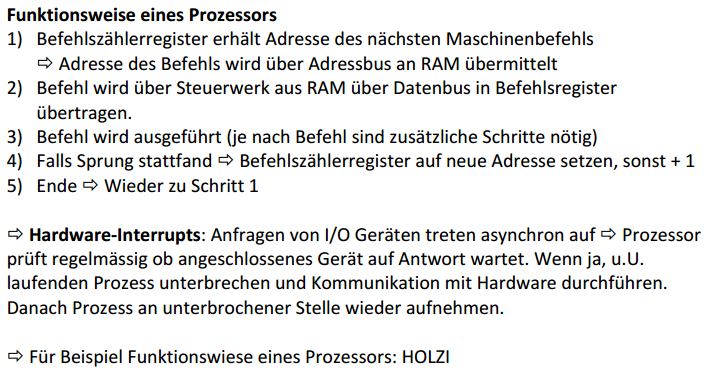 Funktionsweise eines Prozessors
1) Befehlszählerregister erhält Adresse des nächsten Maschinenbefehls
⇨ Adresse des Befehls wird über Adressbus an RAM übermittelt
2) Befehl wird über Steuerwerk aus RAM über Datenbus in Befehlsregister
übertragen.
3) Befehl wird ausgeführt (je nach Befehl sind zusätzliche Schritte nötig)
4) Falls Sprung stattfand ⇨ Befehlszählerregister auf neue Adresse setzen, sonst + 1
5) Ende ⇨ Wieder zu Schritt 1
⇨ Hardware-Interrupts: Anfragen von I/O Geräten treten asynchron auf ⇨ Prozessor
prüft regelmässig ob angeschlossenes Gerät auf Antwort wartet. Wenn ja, u.U.
laufenden Prozess unterbrechen und Kommunikation mit Hardware durchführen.
Danach Prozess an unterbrochener Stelle wieder aufnehmen.
⇨ Für Beispiel Funktionswiese eines Prozessors: HOLZI